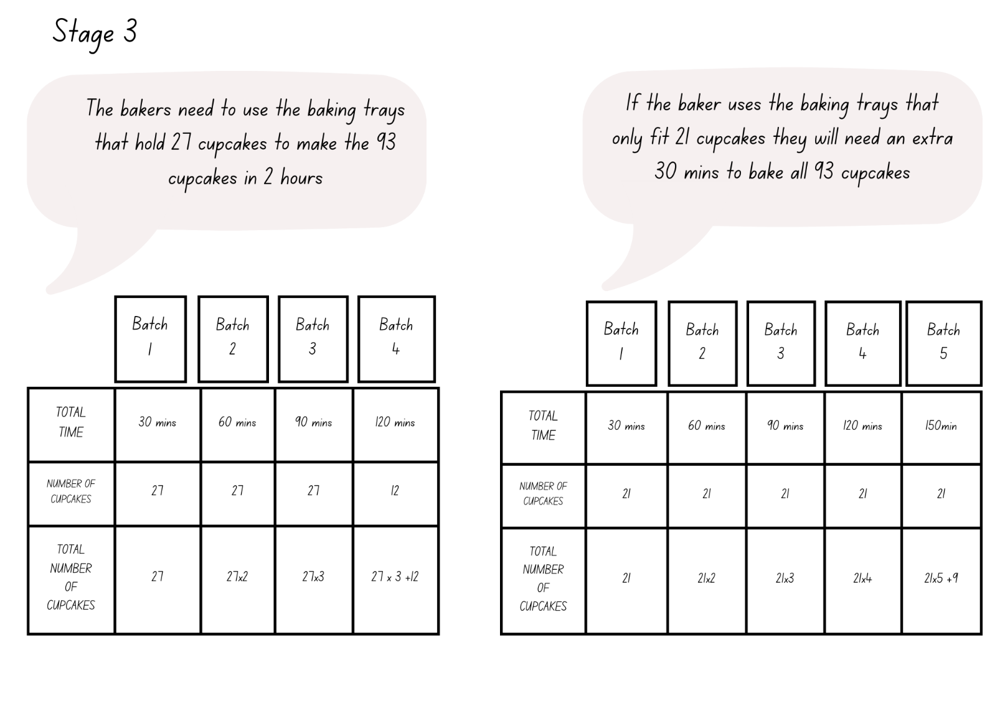 Stage 3
The bakers need to use the baking trays
that hold 27 cupcakes to make the 93
cupcakes in 2 hours
If the baker uses the baking trays that
only fit 21 cupcakes they will need an extra
30 mins to bake all 93 cupcakes
Batch
1
Batch
2
Batch
3
Batch
4
TOTAL
TIME
30 mins
60 mins
90 mins
120 mins
NUMBER OF
CUPCAKES
27
27
27
12
TOTAL
NUMBER
OF
CUPCAKES
27
27x2
27x3
27 x 3 +12
Batch
1
Batch
2
Batch
3
Batch
4
Batch
5
TOTAL
TIME
30 mins
60 mins
90 mins
120 mins
150min
NUMBER OF
CUPCAKES
21
21
21
21
21
TOTAL
NUMBER
OF
CUPCAKES
21
21x2
21x3
21x4
21x5 +9